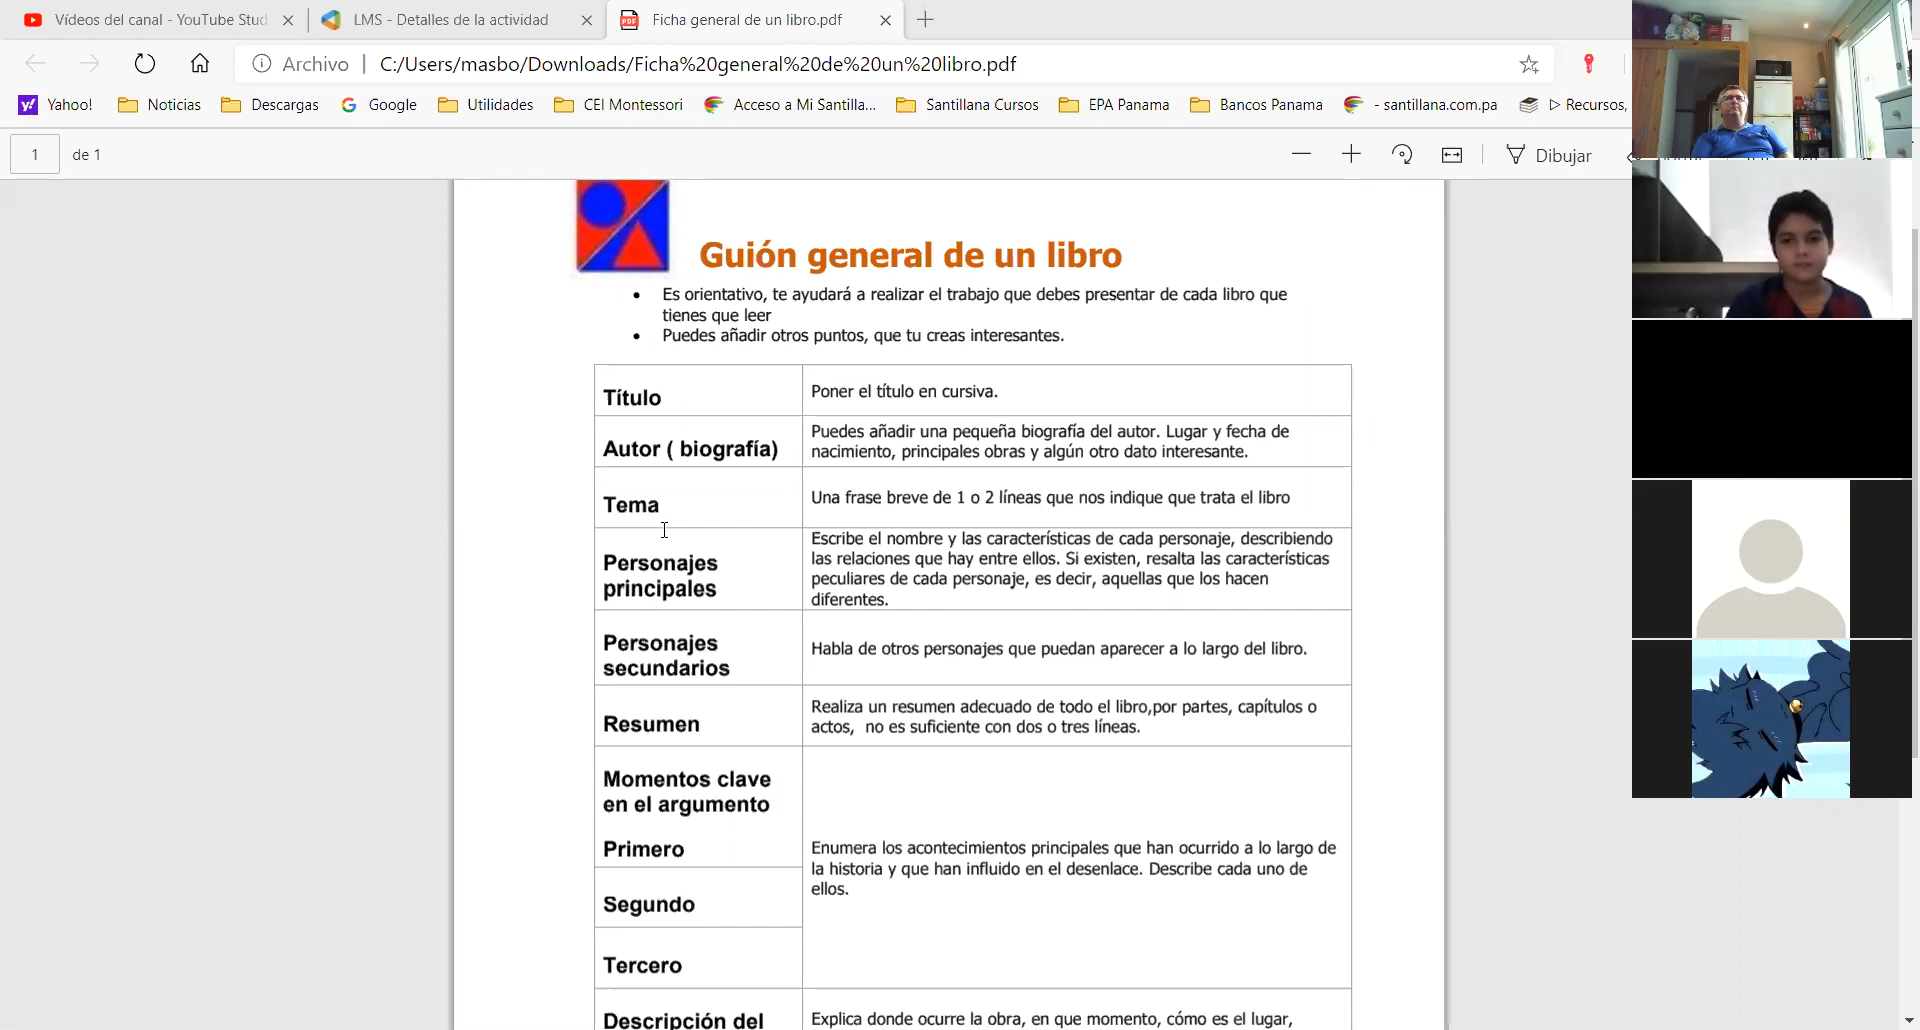 Vídeos del canal - YouTube Stud
LMS - Detalles de la actividad
PDF
Ficha general de un libro.pdf
Archivo
C:/Users/masbo/Downloads/Ficha%20general%20de%20un%20libro.pdf
y! Yahoo!
Noticias
Descargas
Google
Utilidades
CEI Montessori
Acceso a Mi Santilla...
Santillana Cursos
EPA Panama
Bancos Panama
- santillana.com.pa
Recursos,
1 de 1
Dibujar
Guión general de un libro
• Es orientativo, te ayudará a realizar el trabajo que debes presentar de cada libro que
tienes que leer
• Puedes añadir otros puntos, que tu creas interesantes.
Título
Poner el título en cursiva.
Autor ( biografía)
Puedes añadir una pequeña biografía del autor. Lugar y fecha de
nacimiento, principales obras y algún otro dato interesante.
Tema
Una frase breve de 1 o 2 líneas que nos indique que trata el libro
Personajes
principales
Escribe el nombre y las características de cada personaje, describiendo
las relaciones que hay entre ellos. Si existen, resalta las características
peculiares de cada personaje, es decir, aquellas que los hacen
diferentes.
Personajes
secundarios
Habla de otros personajes que puedan aparecer a lo largo del libro.
Resumen
Realiza un resumen adecuado de todo el libro,por partes, capítulos o
actos, no es suficiente con dos o tres líneas.
Momentos clave
en el argumento
Primero
Segundo
Tercero
Enumera los acontecimientos principales que han ocurrido a lo largo de
la historia y que han influido en el desenlace. Describe cada uno de
ellos.
Descripción del
Explica donde ocurre la obra, en que momento, cómo es el lugar,